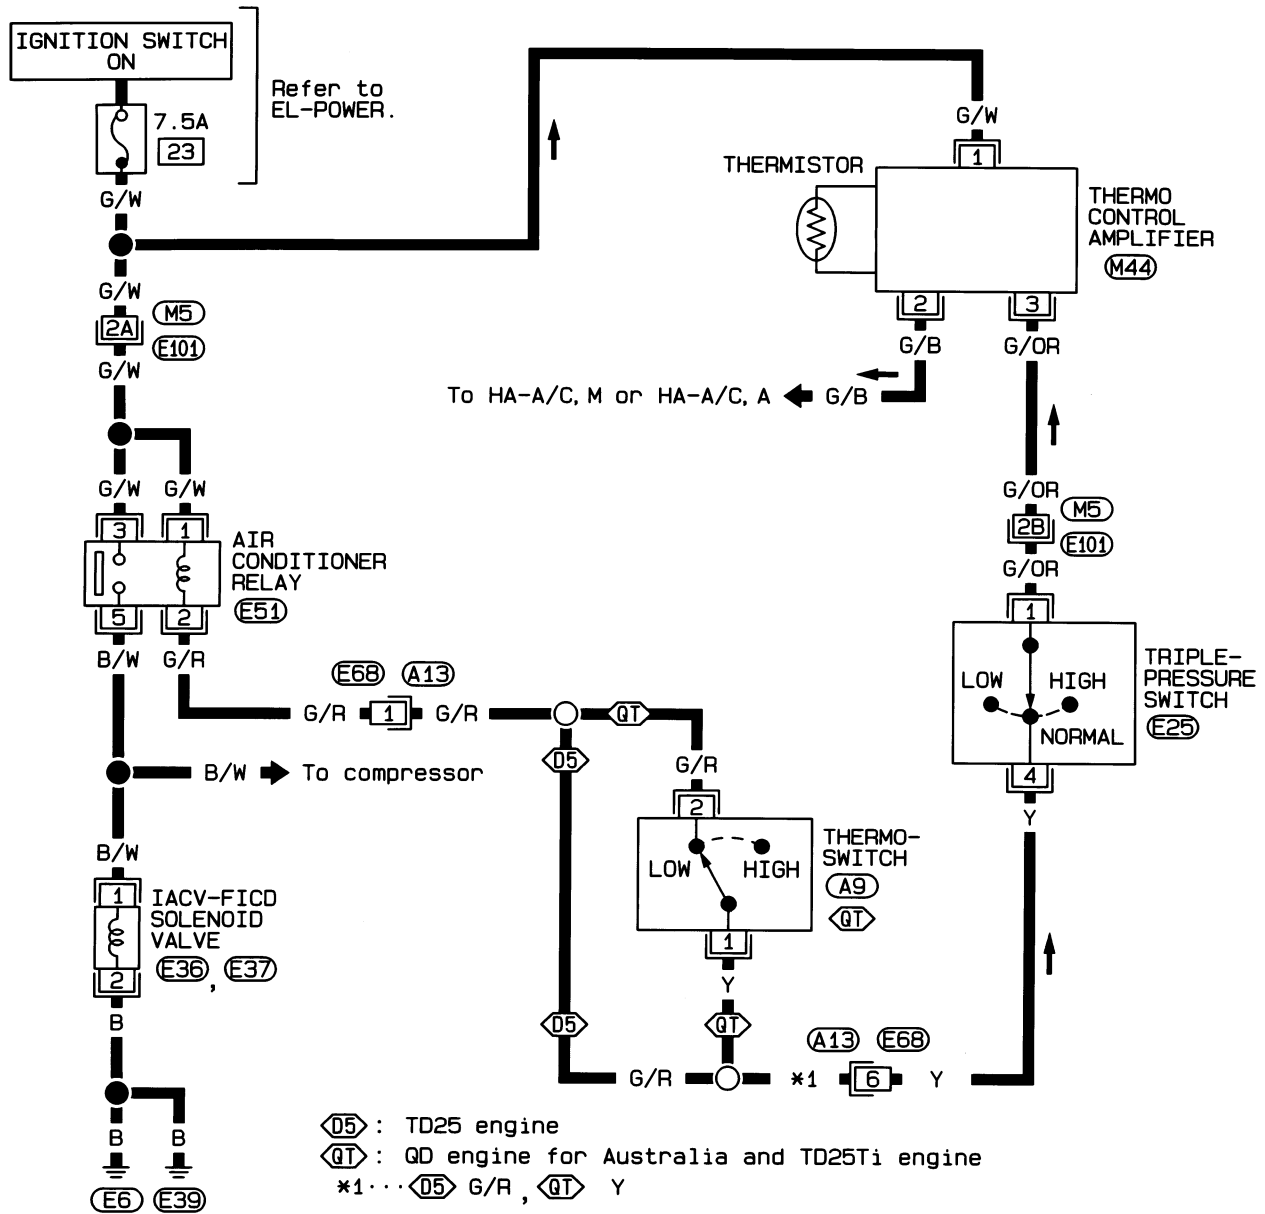 IGNITION SWITCH
ON
Refer to
EL-POWER.
7.5A
23
G/W
G/W
1
THERMISTOR
THERMO
CONTROL
AMPLIFIER
M44
G/W
M5
2A
E101
G/W
2
3
G/B
G/OR
To HA-A/C, M or HA-A/C, A
G/B
G/W
G/W
G/OR
M5
2B
E101
G/OR
3
1
AIR
CONDITIONER
RELAY
E51
5
2
1
B/W
G/R
TRIPLE-
PRESSURE
SWITCH
E25
LOW
HIGH
NORMAL
4
Y
E68
A13
G/R
1
G/R
QT
D5
G/R
B/W
To compressor
2
THERMO-
SWITCH
A9
QT
LOW
HIGH
1
Y
B/W
1
IACV-FICD
SOLENOID
VALVE
E36 , E37
2
B
D5
QT
A13
E68
G/R
*1
6
Y
B
B
E6
E39
D5 : TD25 engine
QT : QD engine for Australia and TD25Ti engine
*1··· D5 G/R , QT Y